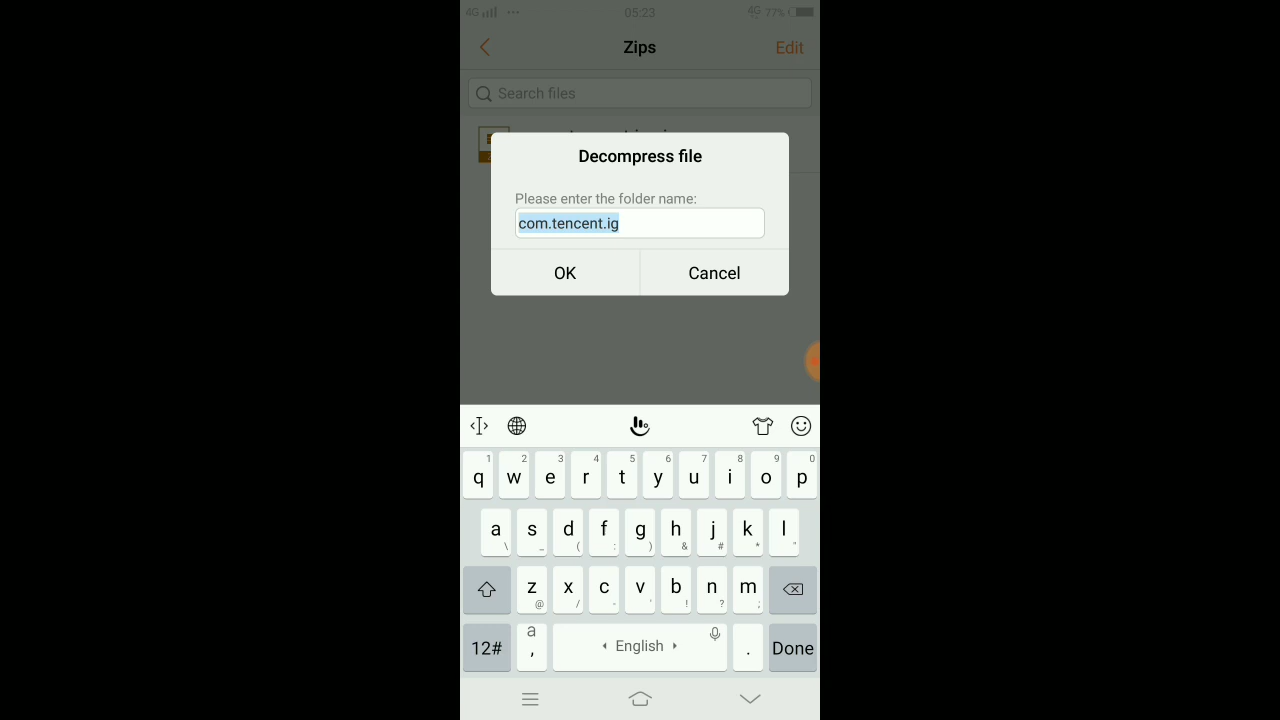 4G ... 05:23 4G 77%
Zips Edit
Search files
Decompress file
Please enter the folder name:
com.tencent.ig
OK Cancel
1 2 3 4 5 6 7 8 9 0
q w e r t y u i o p
a s d f g h j k l
\ _ ( : ) & # * "
z x c v b n m
@ / - ' ! ? ;
12# a , English . Done